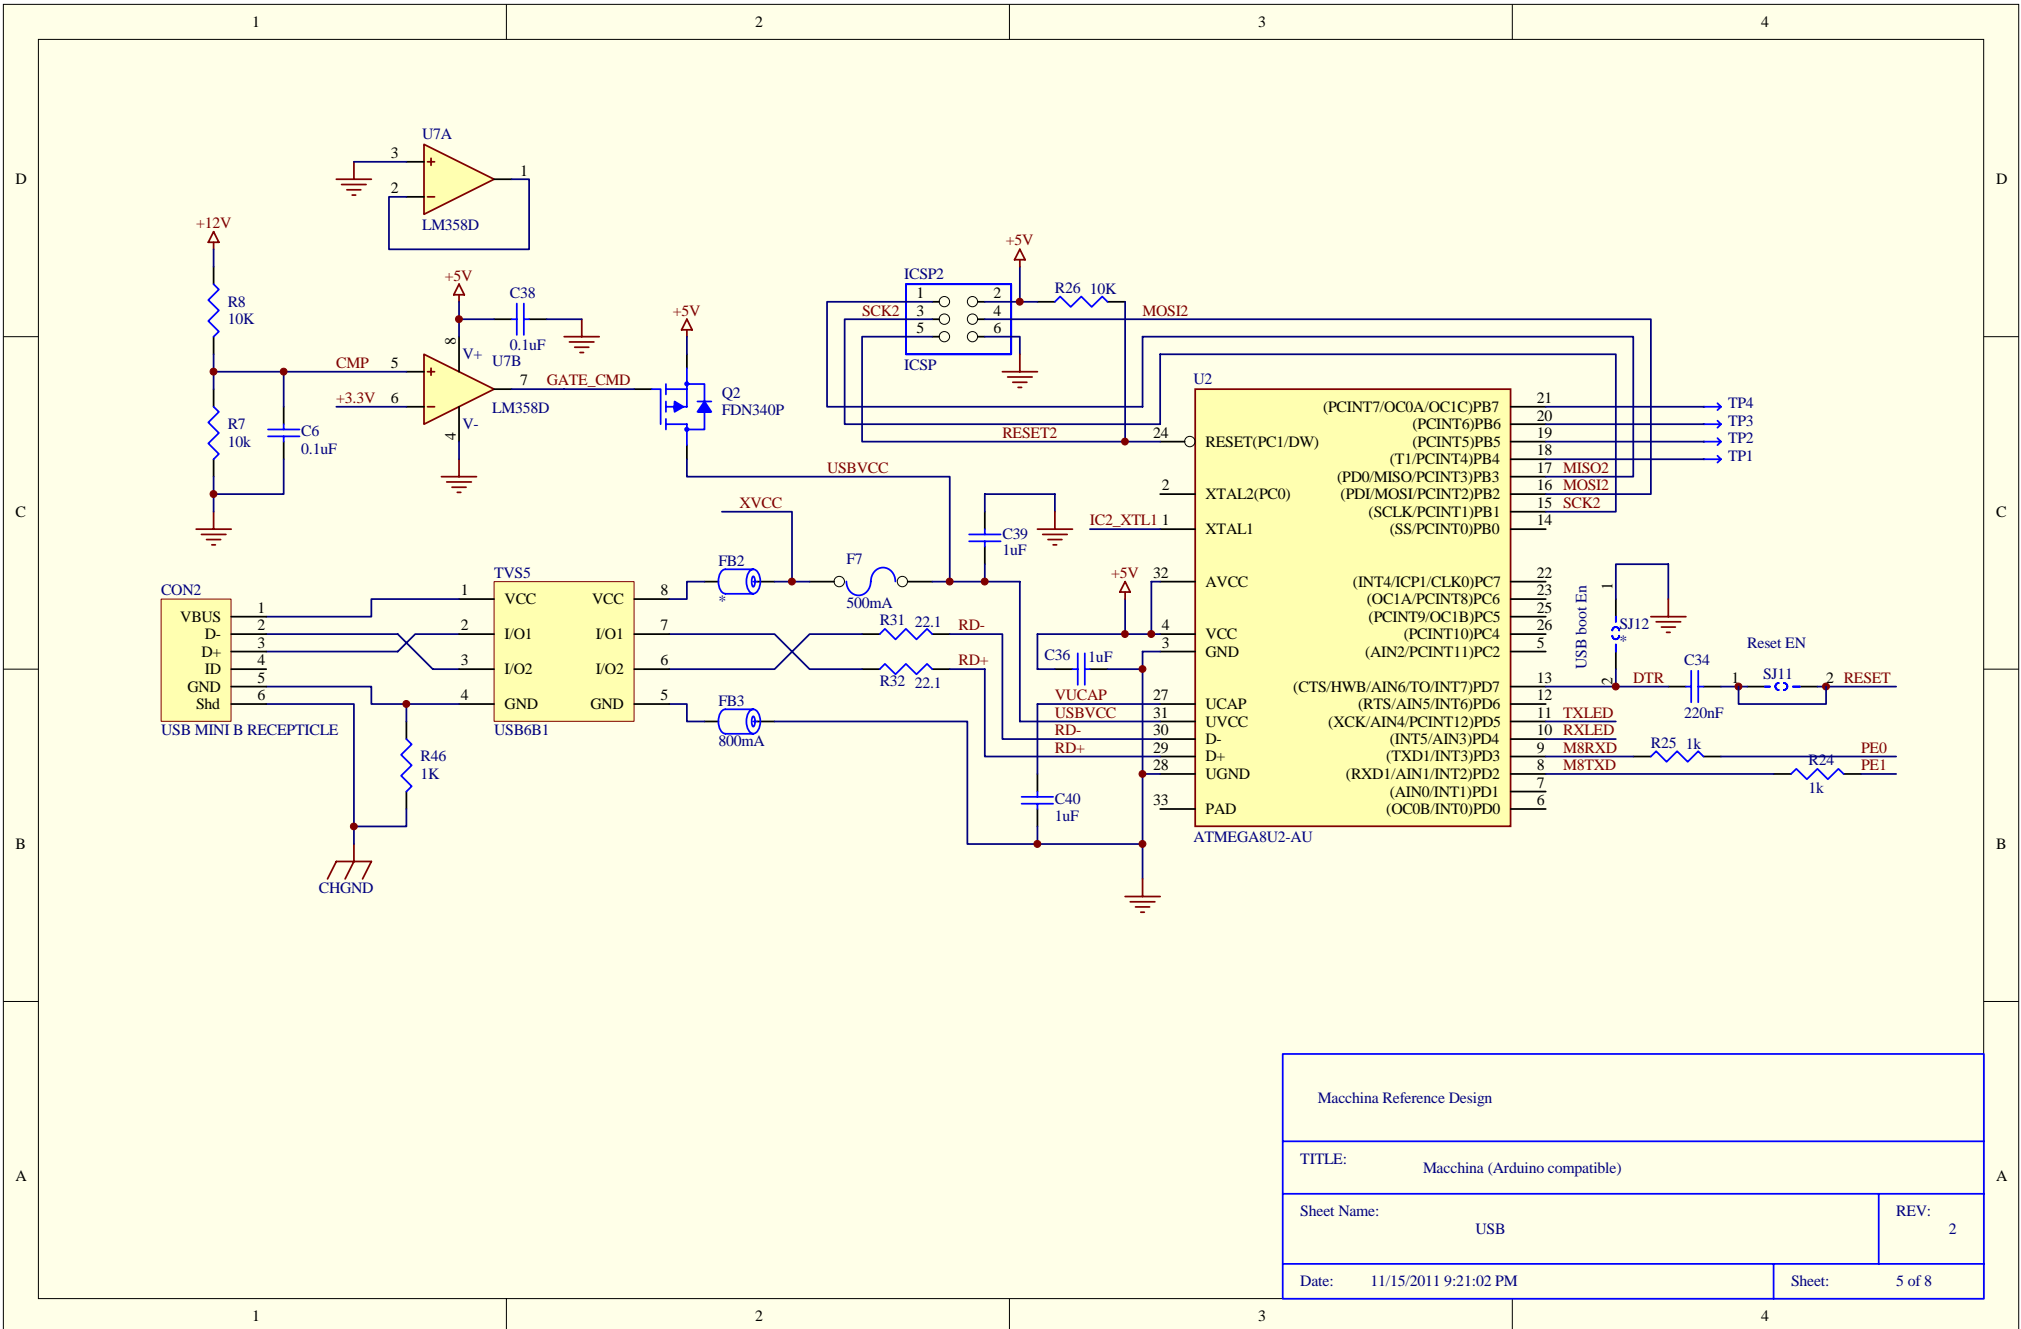 1 2 3 4
D D
C C
B B
A A
1 2 3 4
U7A
3
2
1
LM358D
+12V
R8
10K
R7
10k
C6
0.1uF
CMP 5
+3.3V 6
+5V
C38
0.1uF
8
V+
U7B
7
GATE_CMD
LM358D
V-
4
+5V
Q2
FDN340P
USBVCC
XVCC
ICSP2
1 2
SCK2 3 4
5 6
ICSP
+5V
R26 10K
MOSI2
RESET2
C39
1uF
FB2
*
F7
500mA
CON2
VBUS 1
D- 2
D+ 3
ID 4
GND 5
Shd 6
USB MINI B RECEPTICLE
TVS5
1 VCC VCC 8
2 I/O1 I/O1 7
3 I/O2 I/O2 6
4 GND GND 5
USB6B1
R31 22.1 RD-
RD+
R32 22.1
FB3
800mA
R46
1K
CHGND
+5V
C36 1uF
C40
1uF
VUCAP
USBVCC
RD-
RD+
U2
24 RESET(PC1/DW)
2 XTAL2(PC0)
IC2_XTL1 1 XTAL1
32 AVCC
4 VCC
3 GND
27 UCAP
31 UVCC
30 D-
29 D+
28 UGND
33 PAD
(PCINT7/OC0A/OC1C)PB7 21 TP4
(PCINT6)PB6 20 TP3
(PCINT5)PB5 19 TP2
(T1/PCINT4)PB4 18 TP1
(PD0/MISO/PCINT3)PB3 17 MISO2
(PDI/MOSI/PCINT2)PB2 16 MOSI2
(SCLK/PCINT1)PB1 15 SCK2
(SS/PCINT0)PB0 14
(INT4/ICP1/CLK0)PC7 22
(OC1A/PCINT8)PC6 23
(PCINT9/OC1B)PC5 25
(PCINT10)PC4 26
(AIN2/PCINT11)PC2 5
(CTS/HWB/AIN6/TO/INT7)PD7 13
(RTS/AIN5/INT6)PD6 12
(XCK/AIN4/PCINT12)PD5 11 TXLED
(INT5/AIN3)PD4 10 RXLED
(TXD1/INT3)PD3 9 M8RXD
(RXD1/AIN1/INT2)PD2 8 M8TXD
(AIN0/INT1)PD1 7
(OC0B/INT0)PD0 6
ATMEGA8U2-AU
USB boot En
1
SJ12
*
2
DTR
C34
220nF
Reset EN
1 SJ11 2
RESET
R25 1k PE0
R24 PE1
1k
Macchina Reference Design
TITLE: Macchina (Arduino compatible)
Sheet Name: REV:
USB 2
Date: 11/15/2011 9:21:02 PM Sheet: 5 of 8